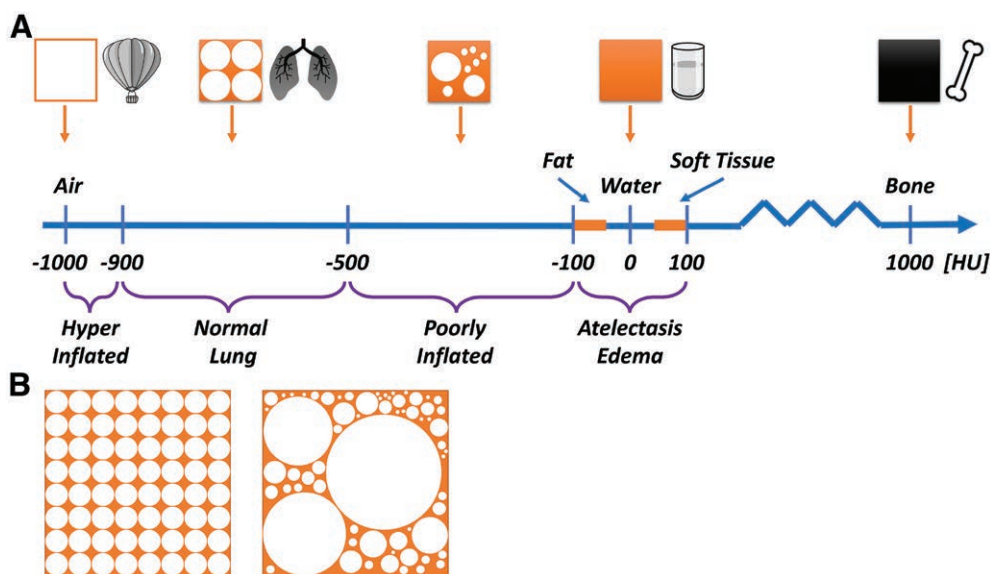 A
Fat
Soft Tissue
Air
Water
Bone
-1000 -900 -500 -100 0 100 1000 [HU]
Hyper
Inflated
Normal
Lung
Poorly
Inflated
Atelectasis
Edema
B